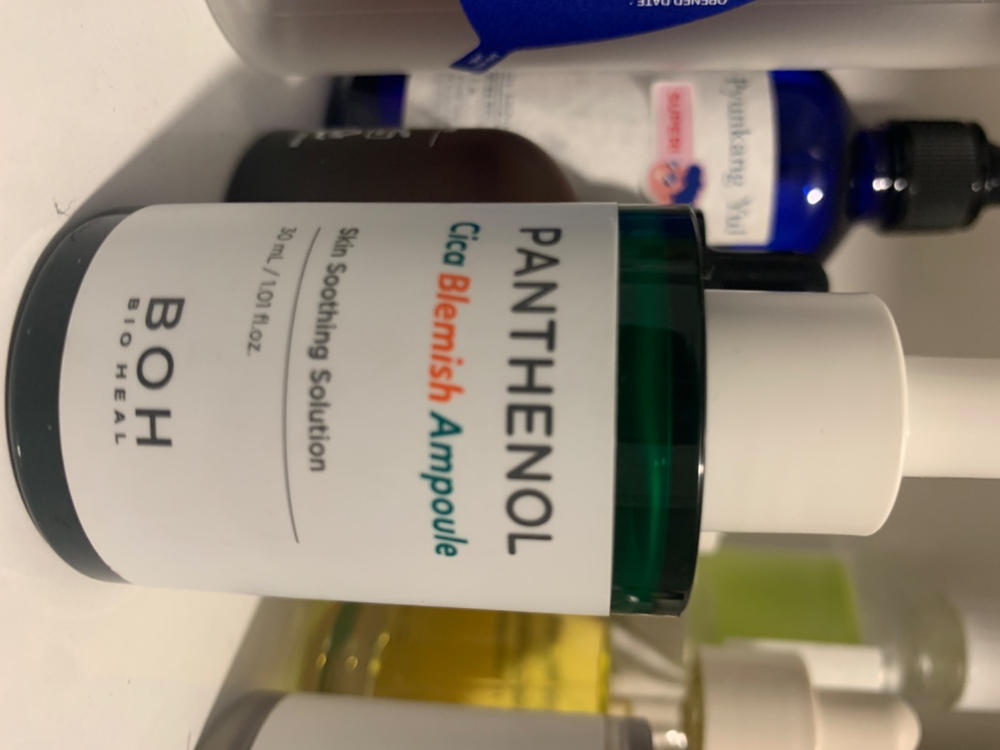 PANTHENOL
Cica Blemish Ampoule
Skin Soothing Solution
30 mL / 1.01 fl.oz.
BOH
BIO HEAL
Pyunkang Yul
SUPER!
OPENED DATE :